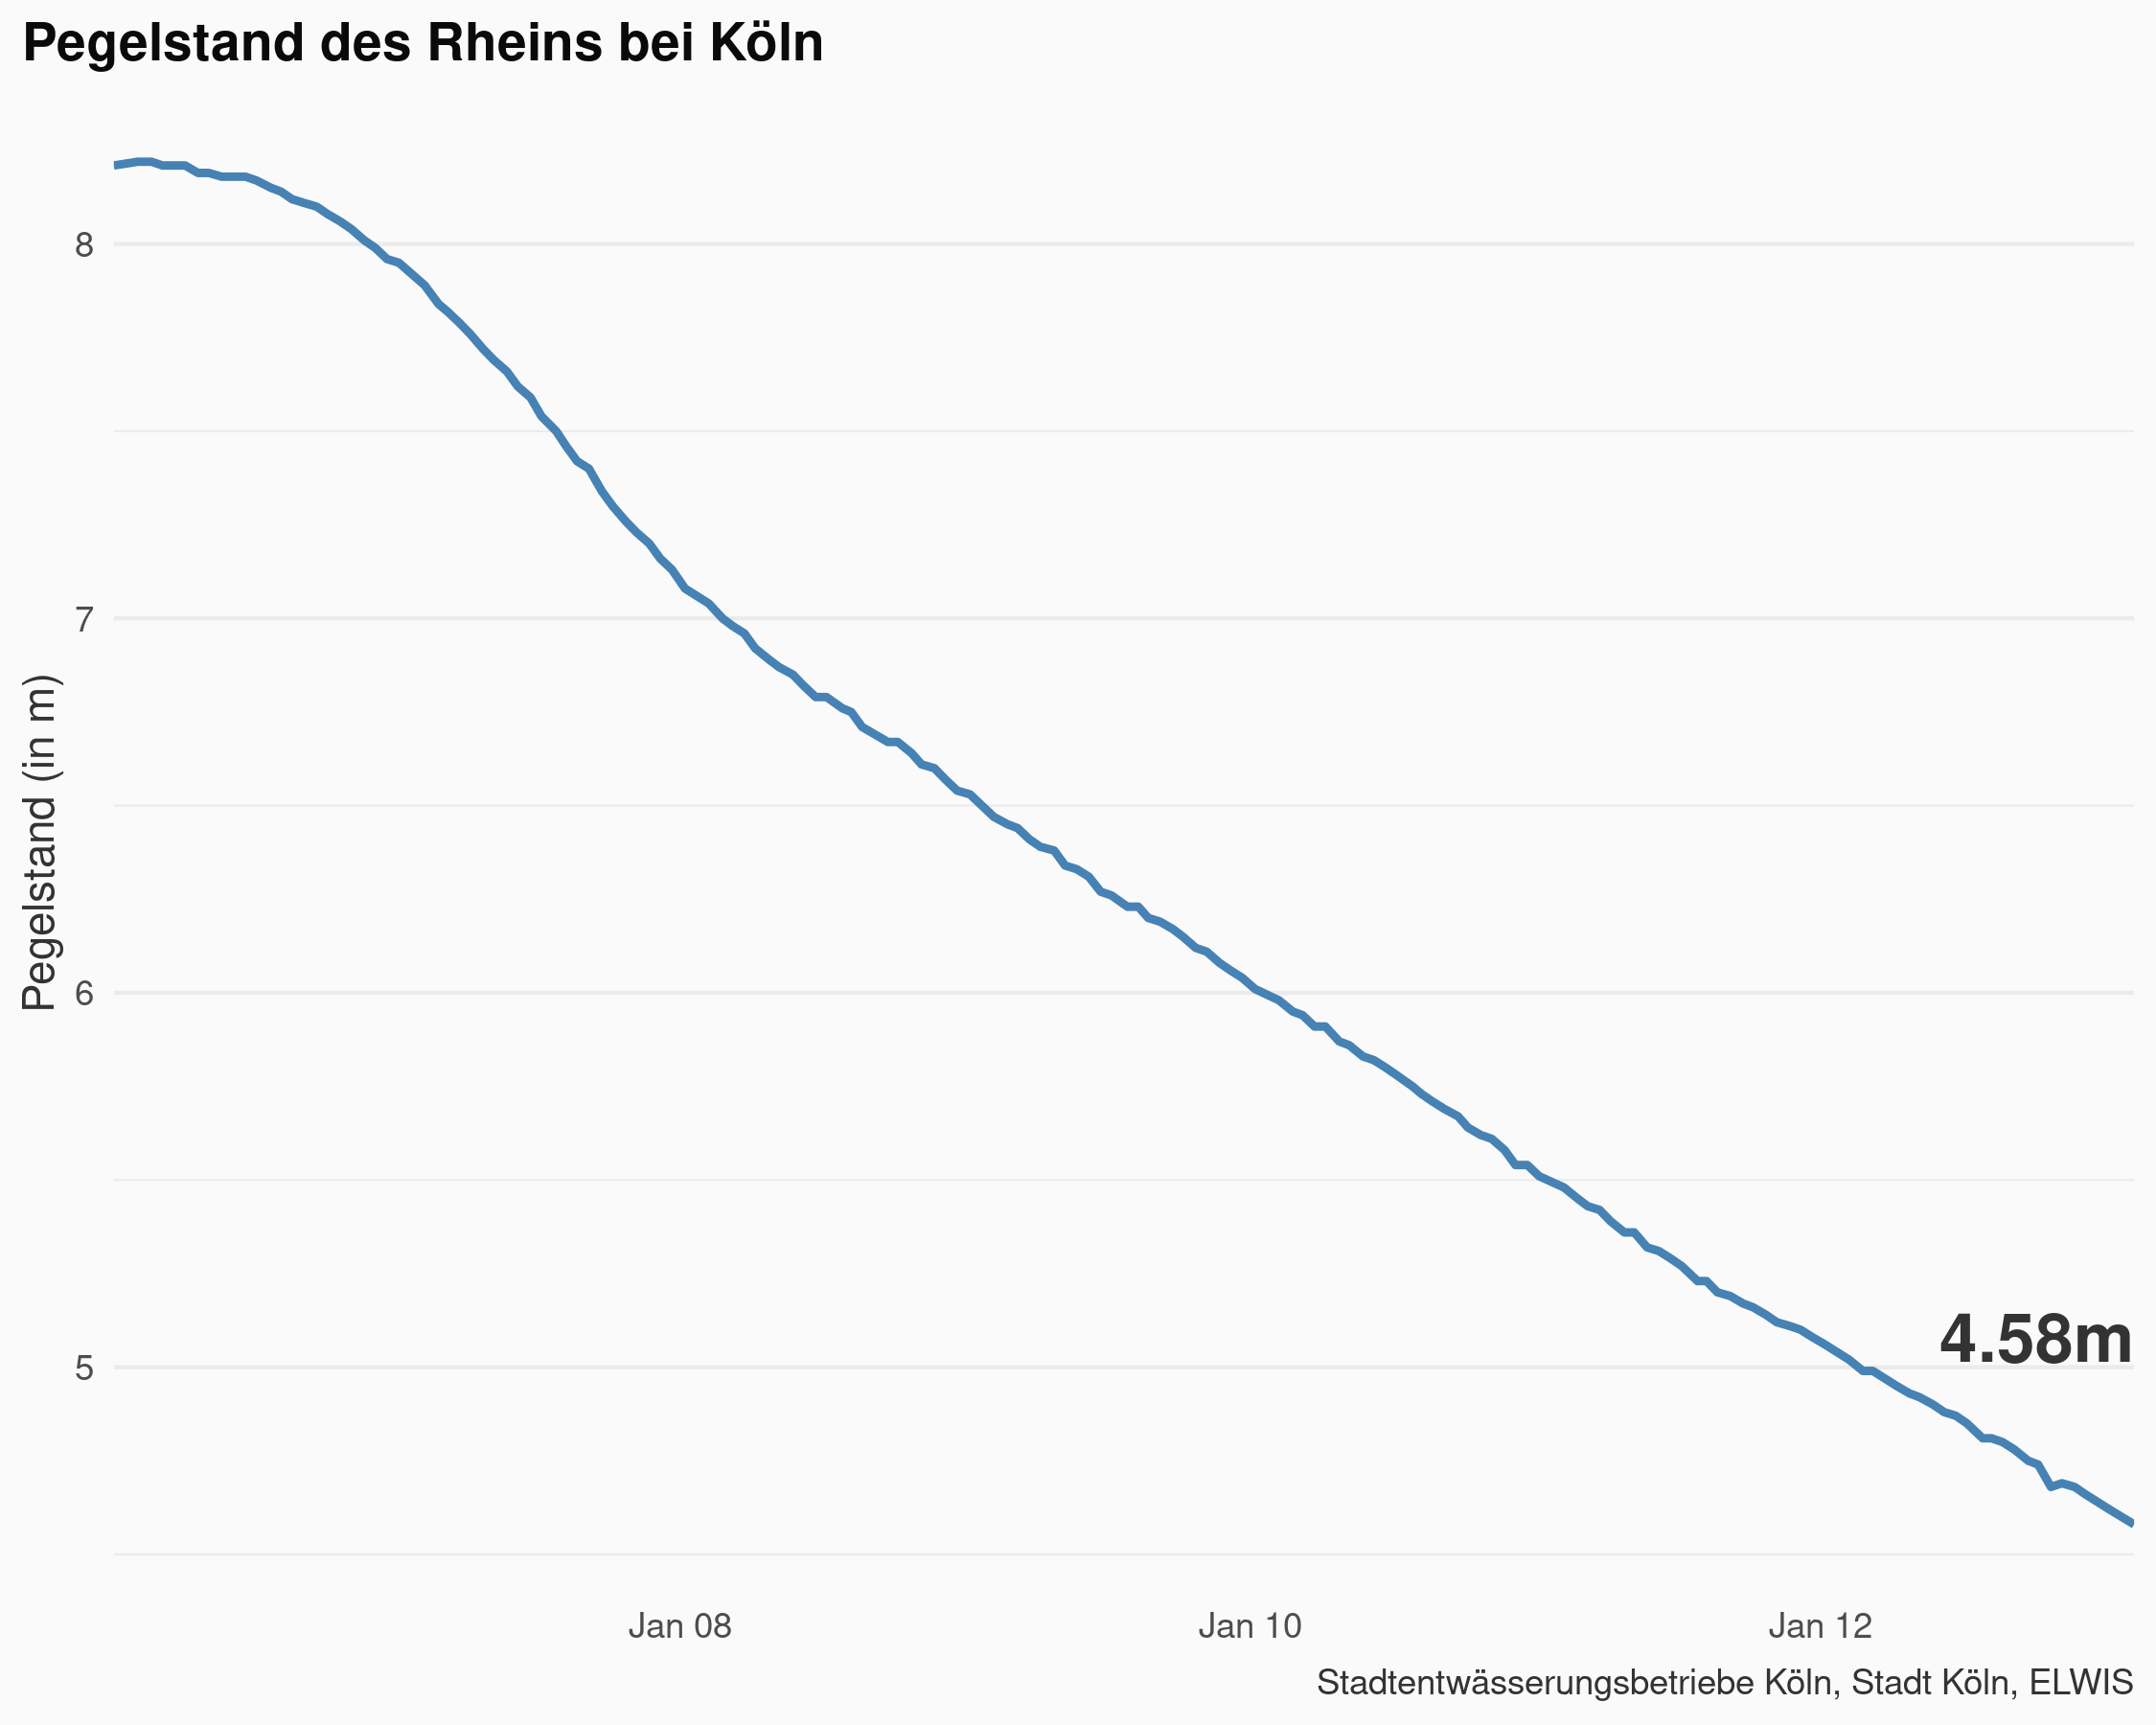 Pegelstand des Rheins bei Köln
Pegelstand (in m)
8
7
6
5
4.58m
Jan 08
Jan 10
Jan 12
Stadtentwässerungsbetriebe Köln, Stadt Köln, ELWIS